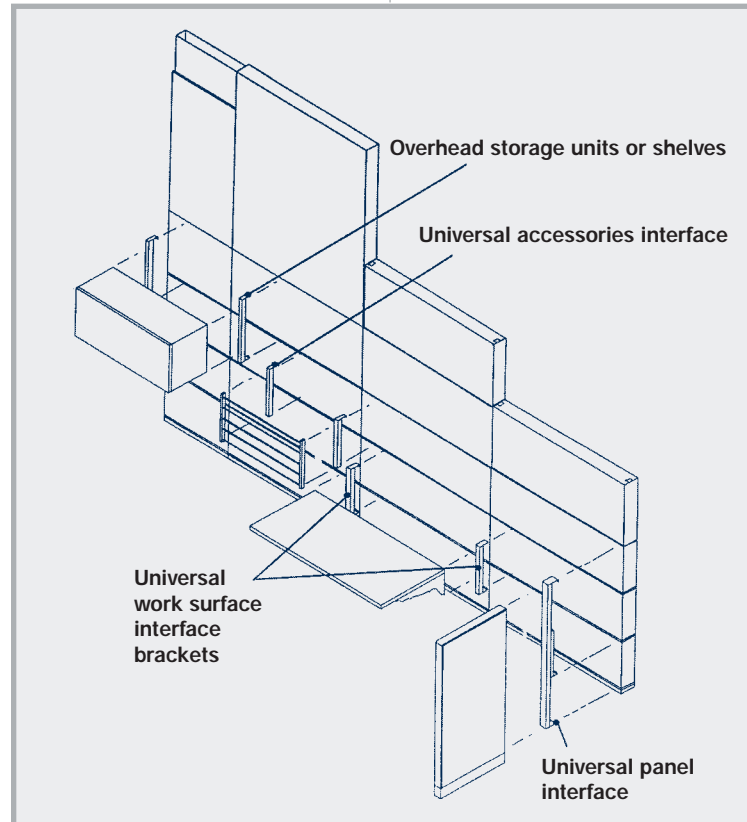 Overhead storage units or shelves
Universal accessories interface
Universal
work surface
interface
brackets
Universal panel
interface